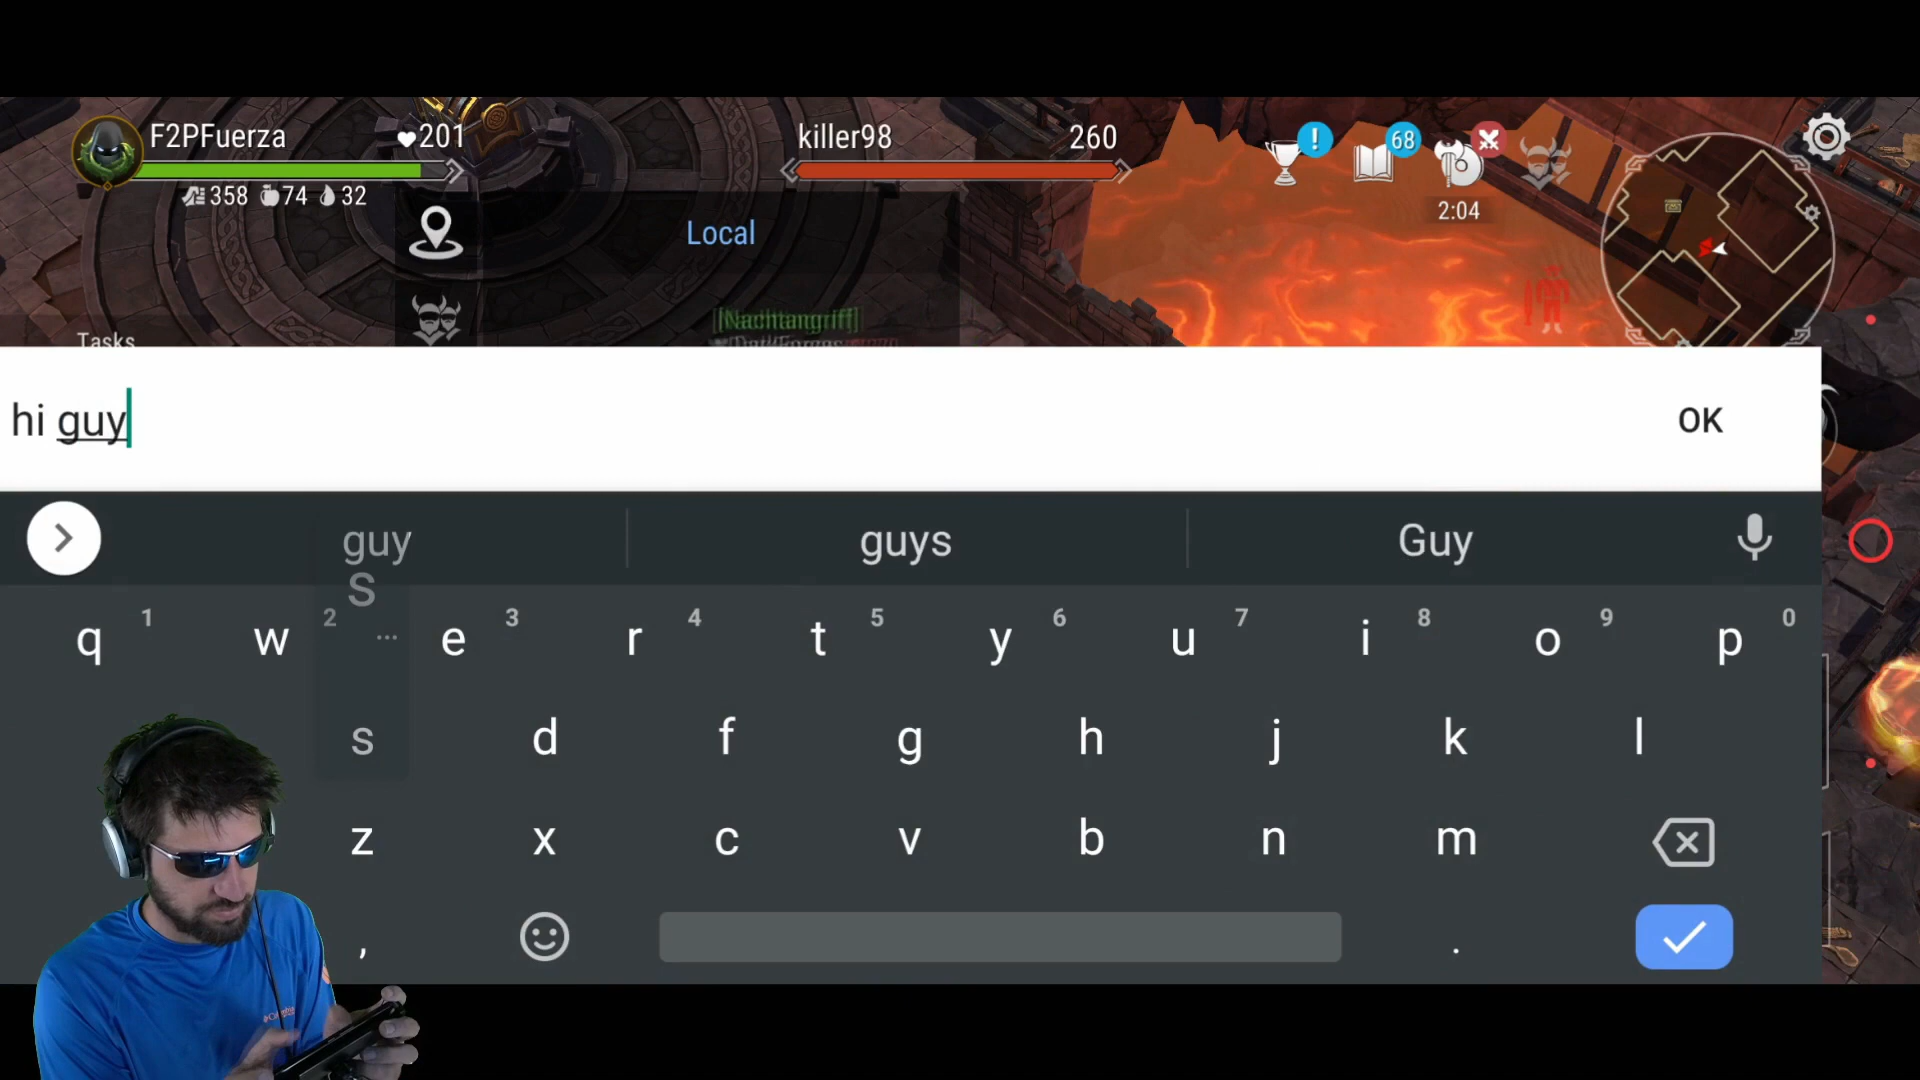 F2PFuerza 201
358 74 32
killer98 260
! 68
2:04
Local
[Nachtangriff]
Tasks
hi guy
OK
guy guys Guy
S
q 1 w 2 ... e 3 r 4 t 5 y 6 u 7 i 8 o 9 p 0
s d f g h j k l
z x c v b n m
, .
Columbia